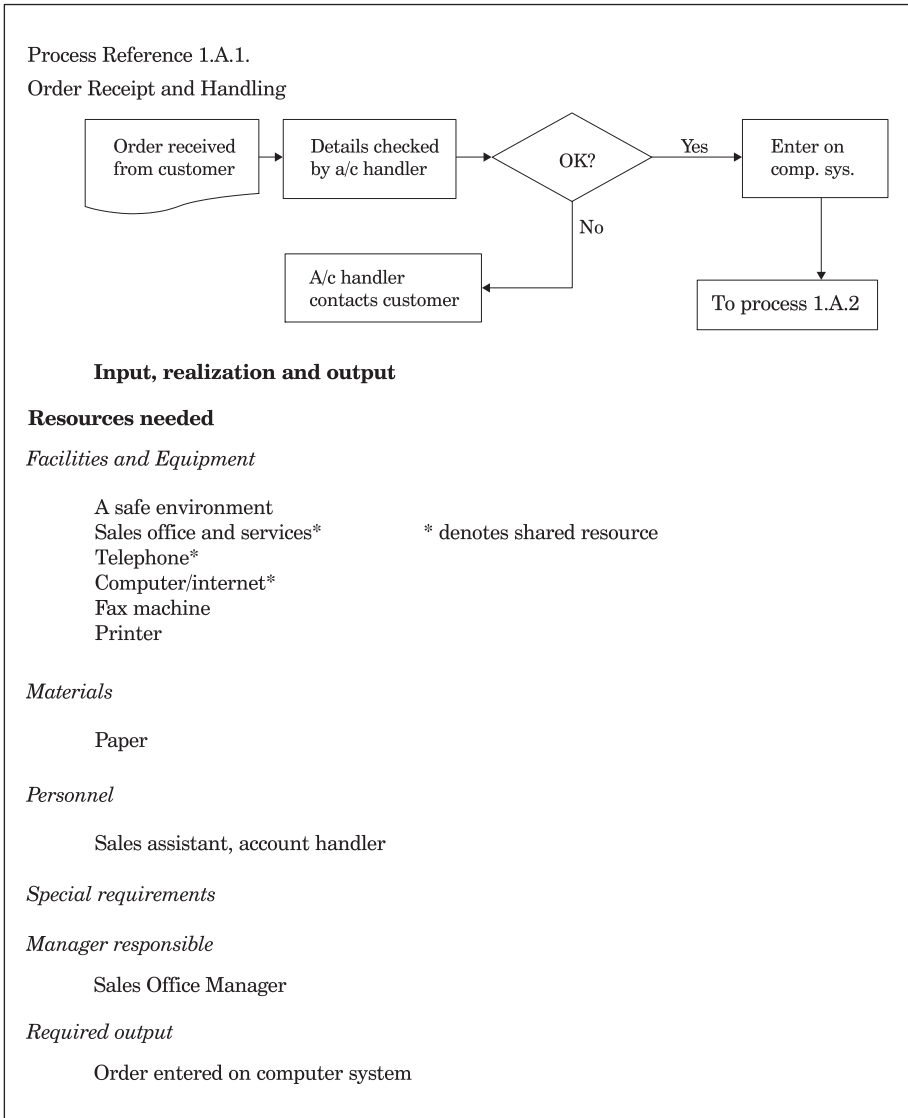 Process Reference 1.A.1.
Order Receipt and Handling
Order received
from customer
Details checked
by a/c handler
OK?
Yes
Enter on
comp. sys.
No
A/c handler
contacts customer
To process 1.A.2
Input, realization and output
Resources needed
Facilities and Equipment
A safe environment
Sales office and services* * denotes shared resource
Telephone*
Computer/internet*
Fax machine
Printer
Materials
Paper
Personnel
Sales assistant, account handler
Special requirements
Manager responsible
Sales Office Manager
Required output
Order entered on computer system